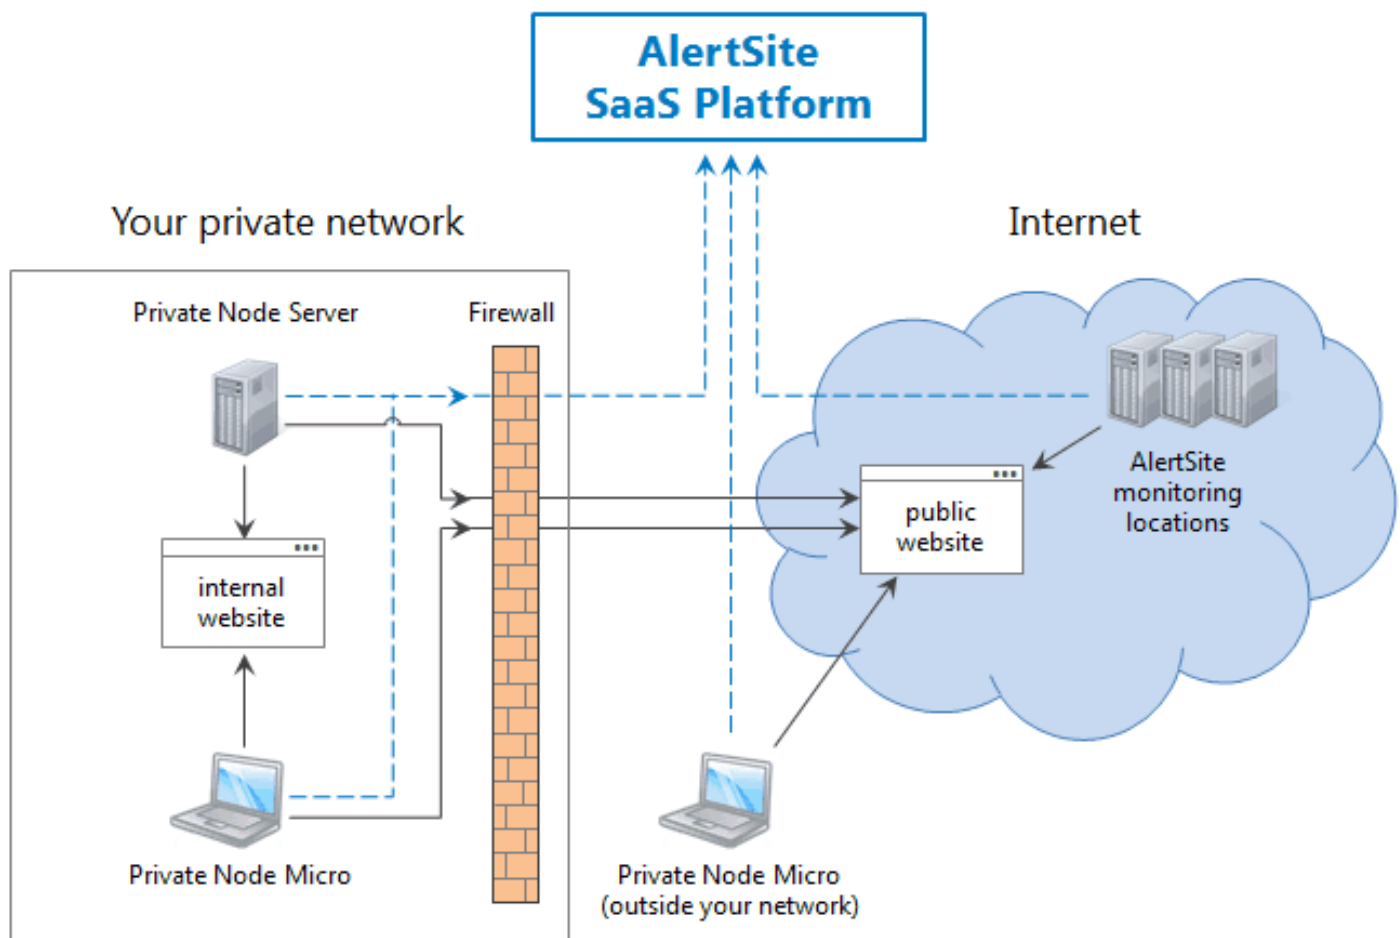 AlertSite
SaaS Platform
Your private network
Internet
Private Node Server
Firewall
AlertSite
monitoring
locations
public
website
internal
website
Private Node Micro
Private Node Micro
(outside your network)